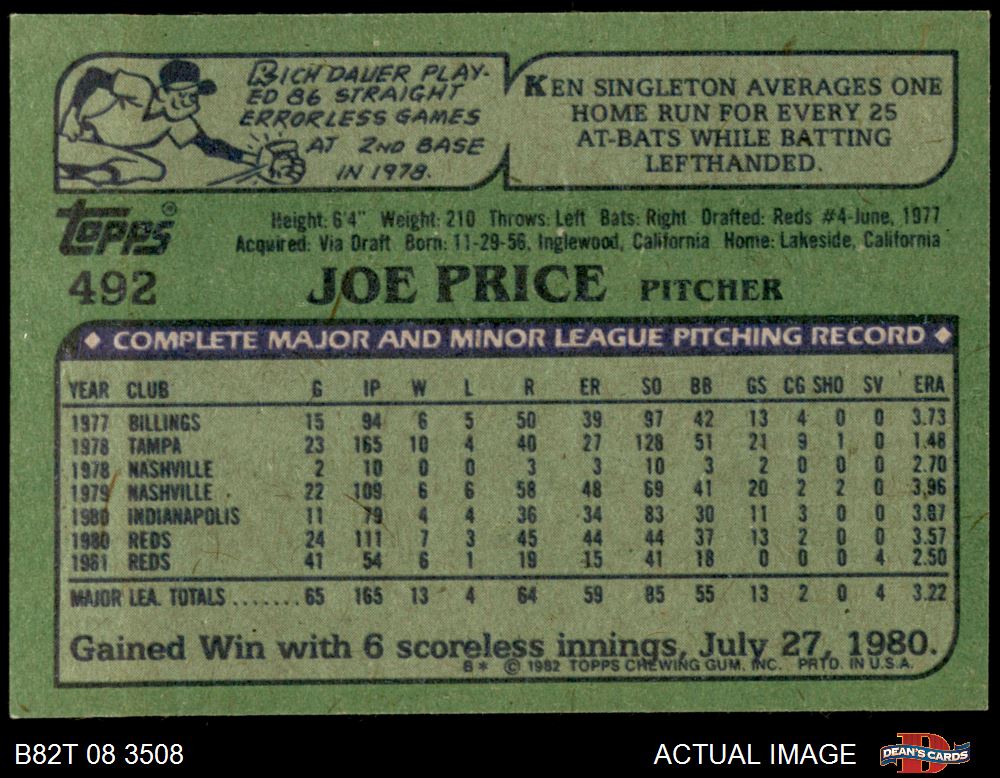 RICH DAUER PLAY-
ED 86 STRAIGHT
ERRORLESS GAMES
AT 2ND BASE
IN 1978.
KEN SINGLETON AVERAGES ONE
HOME RUN FOR EVERY 25
AT-BATS WHILE BATTING
LEFTHANDED.
Topps®
Height: 6'4" Weight: 210 Throws: Left Bats: Right Drafted: Reds #4-June, 1977
Acquired: Via Draft Born: 11-29-56, Inglewood, California Home: Lakeside, California
492 JOE PRICE PITCHER
◆ COMPLETE MAJOR AND MINOR LEAGUE PITCHING RECORD ◆
YEAR CLUB G IP W L R ER SO BB GS CG SHO SV ERA
1977 BILLINGS 15 94 6 5 50 39 97 42 13 4 0 0 3.73
1978 TAMPA 23 165 10 4 40 27 128 51 21 9 1 0 1.48
1978 NASHVILLE 2 10 0 0 3 3 10 3 2 0 0 0 2.70
1979 NASHVILLE 22 109 6 6 58 48 69 41 20 2 2 0 3.96
1980 INDIANAPOLIS 11 79 4 4 36 34 83 30 11 3 0 0 3.87
1980 REDS 24 111 7 3 45 44 44 37 13 2 0 0 3.57
1981 REDS 41 54 6 1 19 15 41 18 0 0 0 4 2.50
MAJOR LEA. TOTALS ....... 65 165 13 4 64 59 85 55 13 2 0 4 3.22
Gained Win with 6 scoreless innings, July 27, 1980.
6* © 1982 TOPPS CHEWING GUM, INC. PRTD. IN U.S.A.
B82T 08 3508 ACTUAL IMAGE DEAN'S CARDS